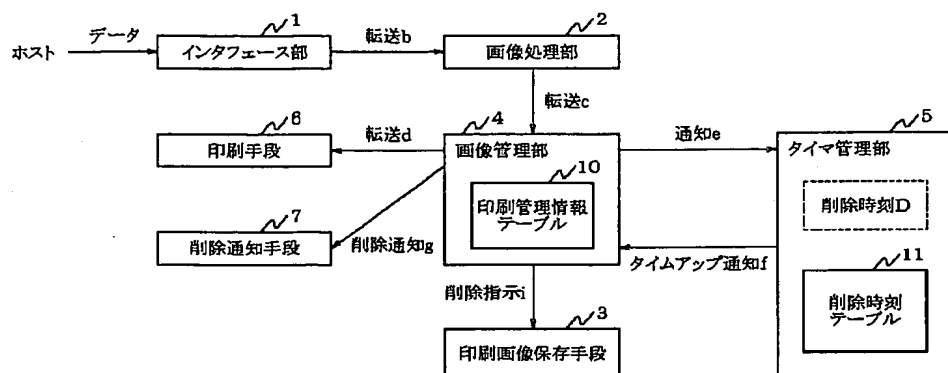 1
2
データ
ホスト
インタフェース部
転送b
画像処理部
転送c
6
4
5
転送d
通知e
印刷手段
画像管理部
タイマ管理部
10
印刷管理情報
テーブル
削除時刻D
7
削除通知手段
削除通知g
タイムアップ通知f
11
削除時刻
テーブル
削除指示i
3
印刷画像保存手段